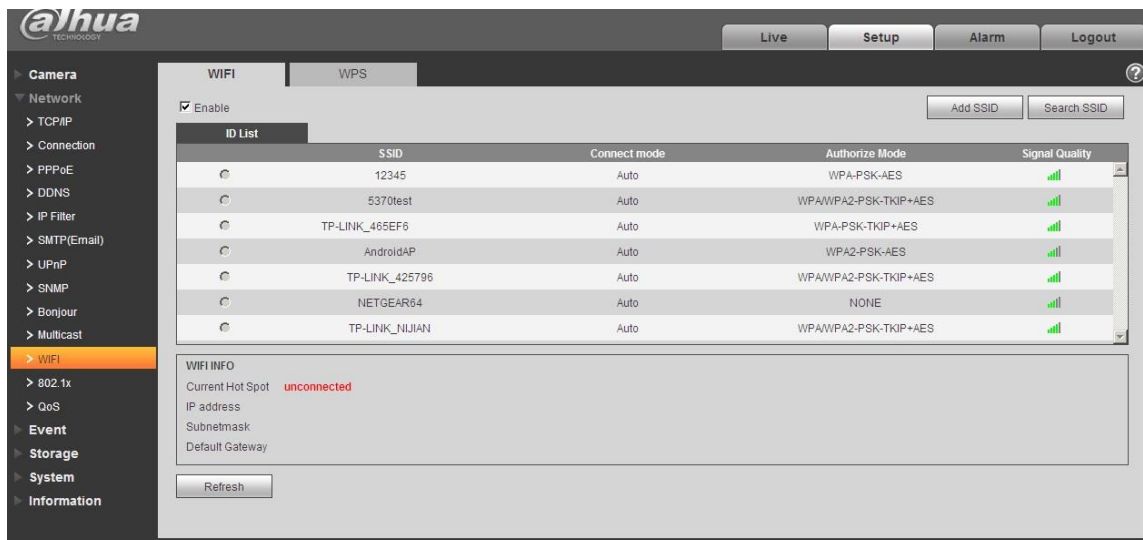 alhua
TECHNOLOGY
Live Setup Alarm Logout
Camera
Network
TCP/IP
Connection
PPPoE
DDNS
IP Filter
SMTP(Email)
UPnP
SNMP
Bonjour
Multicast
WIFI
802.1x
QoS
Event
Storage
System
Information
WIFI WPS
Enable Add SSID Search SSID
ID List
SSID Connect mode Authorize Mode Signal Quality
12345 Auto WPA-PSK-AES
5370test Auto WPA/WPA2-PSK-TKIP+AES
TP-LINK_465EF6 Auto WPA-PSK-TKIP+AES
AndroidAP Auto WPA2-PSK-AES
TP-LINK_425796 Auto WPA/WPA2-PSK-TKIP+AES
NETGEAR64 Auto NONE
TP-LINK_NIJIAN Auto WPA/WPA2-PSK-TKIP+AES
WIFI INFO
Current Hot Spot unconnected
IP address
Subnetmask
Default Gateway
Refresh